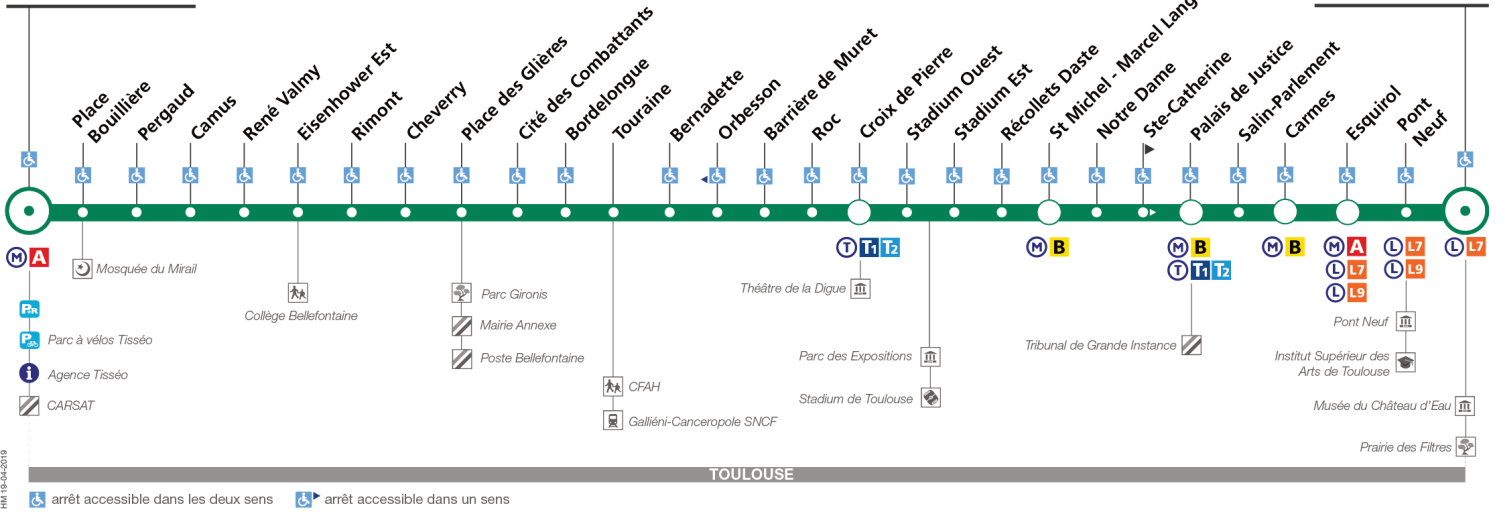 Place
Bouillière
Pergaud
Camus
René Valmy
Eisenhower Est
Rimont
Cheverry
Place des Glières
Cité des Combattants
Bordelongue
Touraine
Bernadette
Orbesson
Barrière de Muret
Roc
Croix de Pierre
Stadium Ouest
Stadium Est
Récollets Daste
St Michel - Marcel Lang
Notre Dame
Ste-Catherine
Palais de Justice
Salin-Parlement
Carmes
Esquirol
Pont
Neuf
M A
T T1 T2
M B
M B
T T1 T2
M B
M A
L L7
L L9
L L7
L L9
L L7
Mosquée du Mirail
P+R
P
Parc à vélos Tisséo
i
Agence Tisséo
CARSAT
Collège Bellefontaine
Parc Gironis
Mairie Annexe
Poste Bellefontaine
CFAH
Galliéni-Canceropole SNCF
Théâtre de la Digue
Parc des Expositions
Stadium de Toulouse
Tribunal de Grande Instance
Pont Neuf
Institut Supérieur des
Arts de Toulouse
Musée du Château d'Eau
Prairie des Filtres
TOULOUSE
arrêt accessible dans les deux sens
arrêt accessible dans un sens
HM 19-04-2019